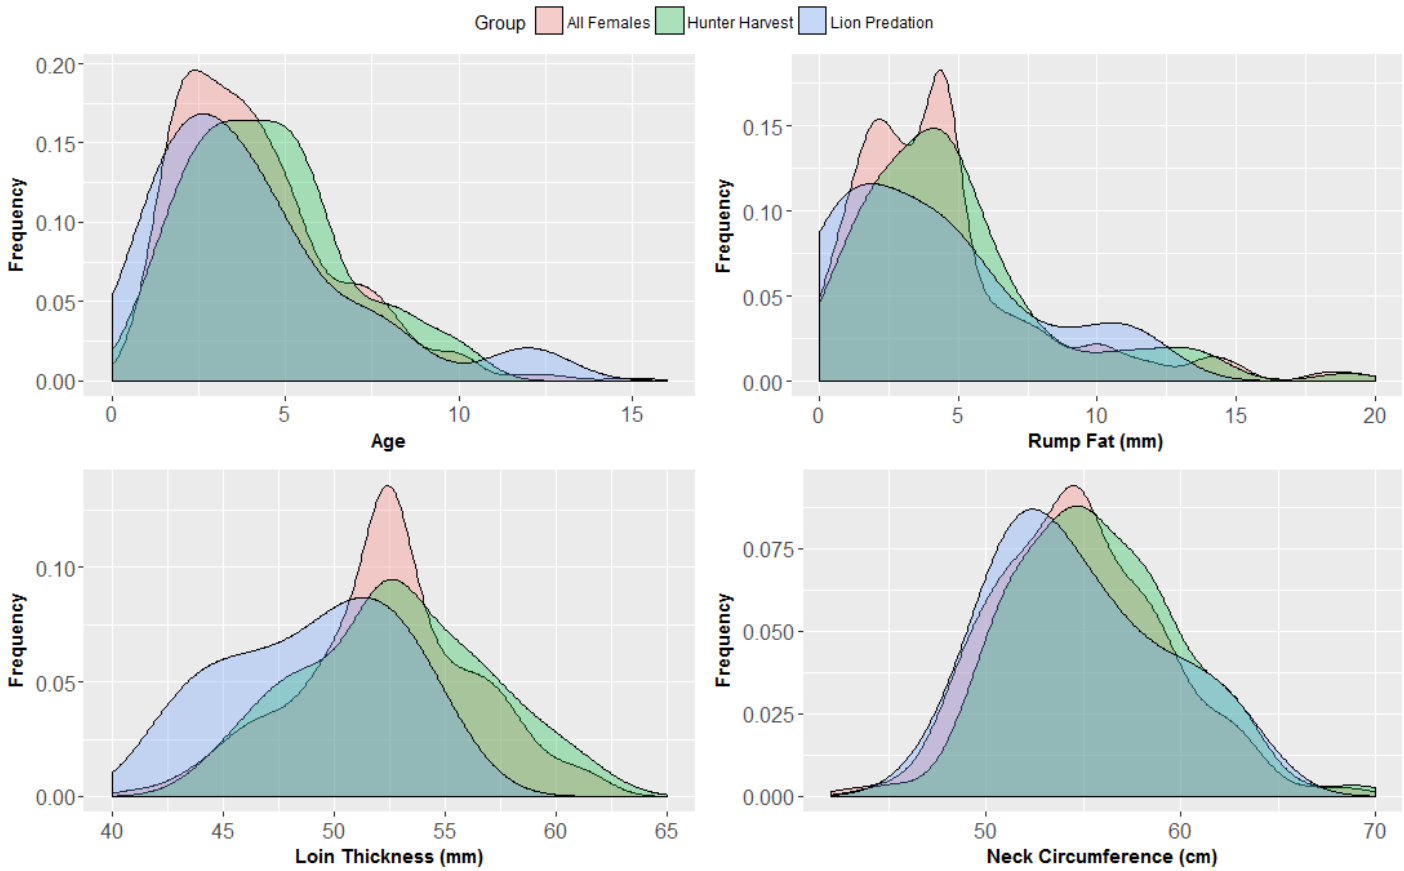 Group All Females Hunter Harvest Lion Predation
Frequency
0.20
0.15
0.10
0.05
0.00
0 5 10 15
Age
Frequency
0.15
0.10
0.05
0.00
0 5 10 15 20
Rump Fat (mm)
Frequency
0.10
0.05
0.00
40 45 50 55 60 65
Loin Thickness (mm)
Frequency
0.075
0.050
0.025
0.000
50 60 70
Neck Circumference (cm)